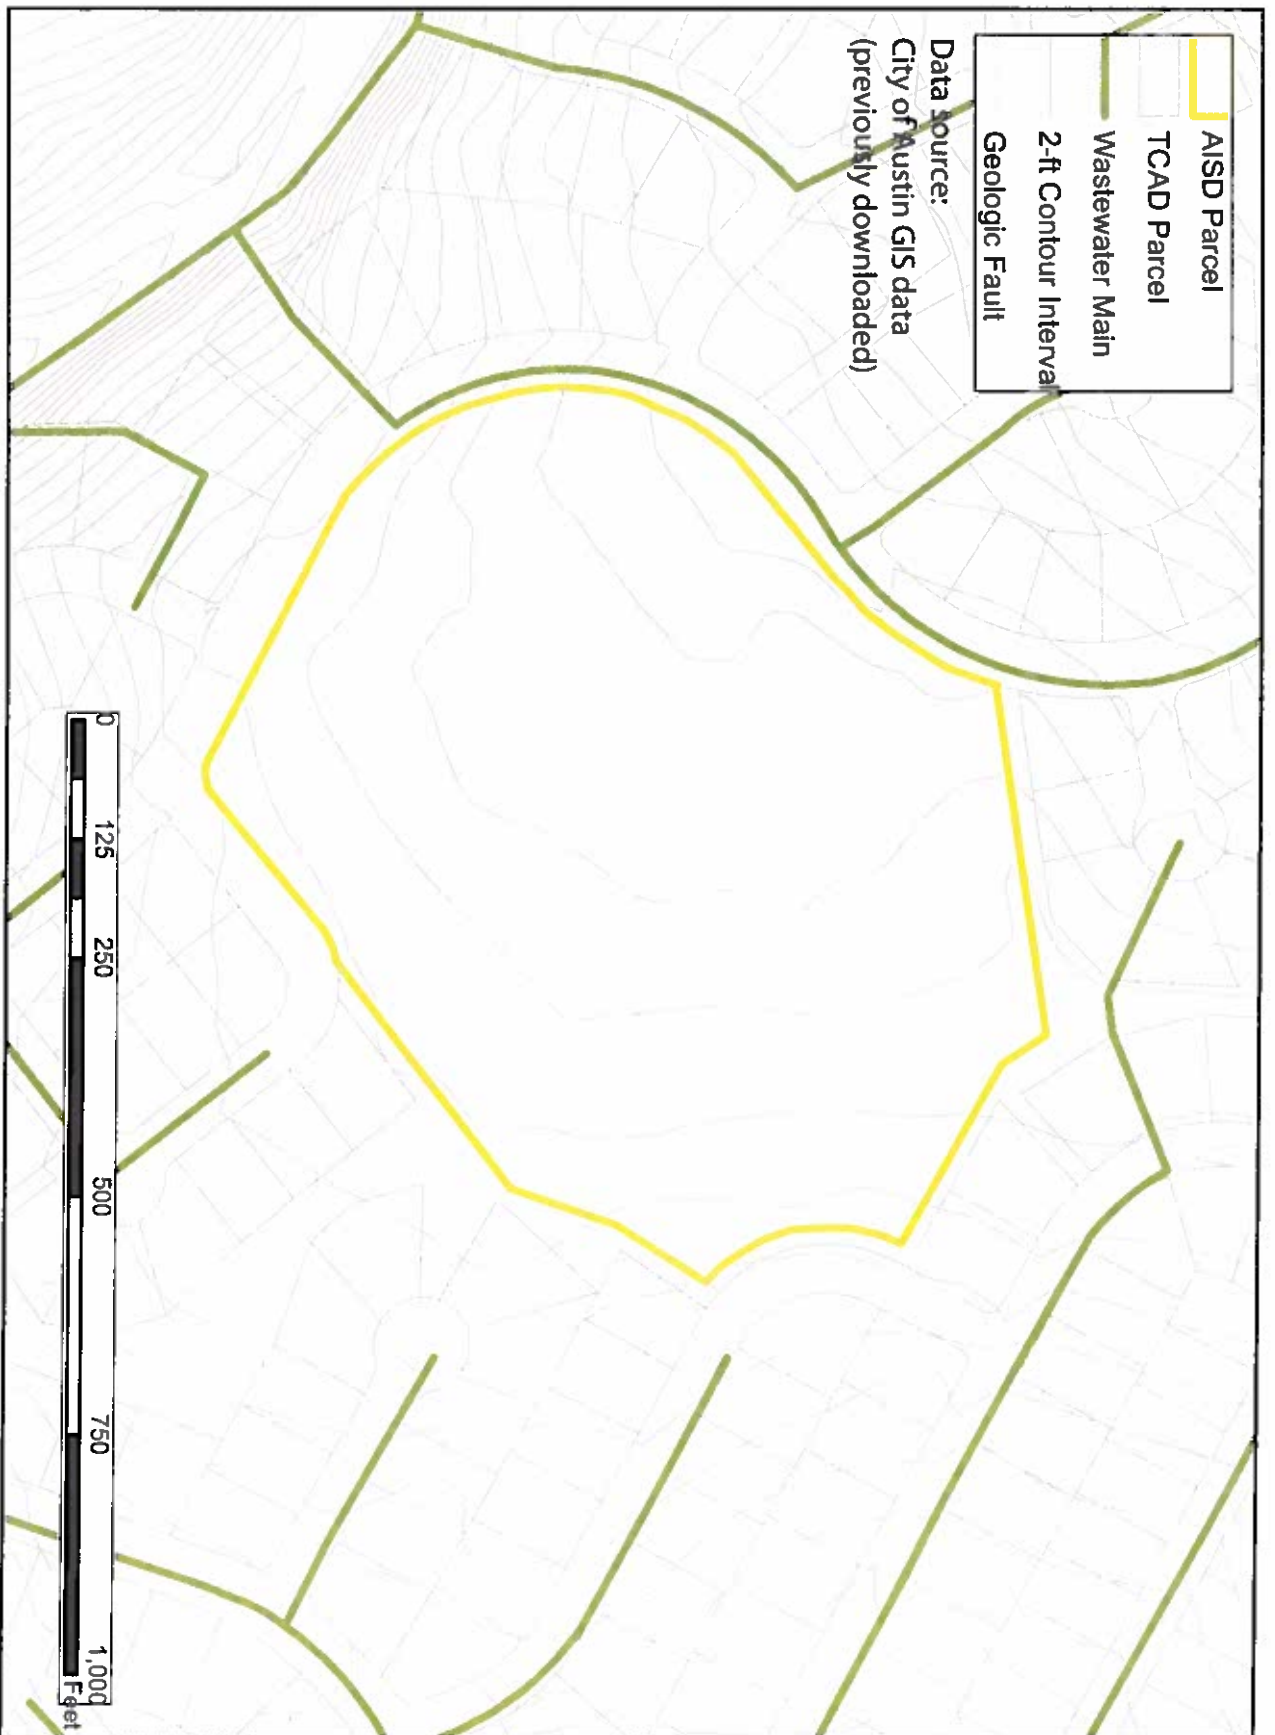 AISD Parcel
TCAD Parcel
Wastewater Main
2-ft Contour Interval
Geologic Fault
Data source:
City of Austin GIS data
(previously downloaded)
0 125 250 500 750 1,000
Feet